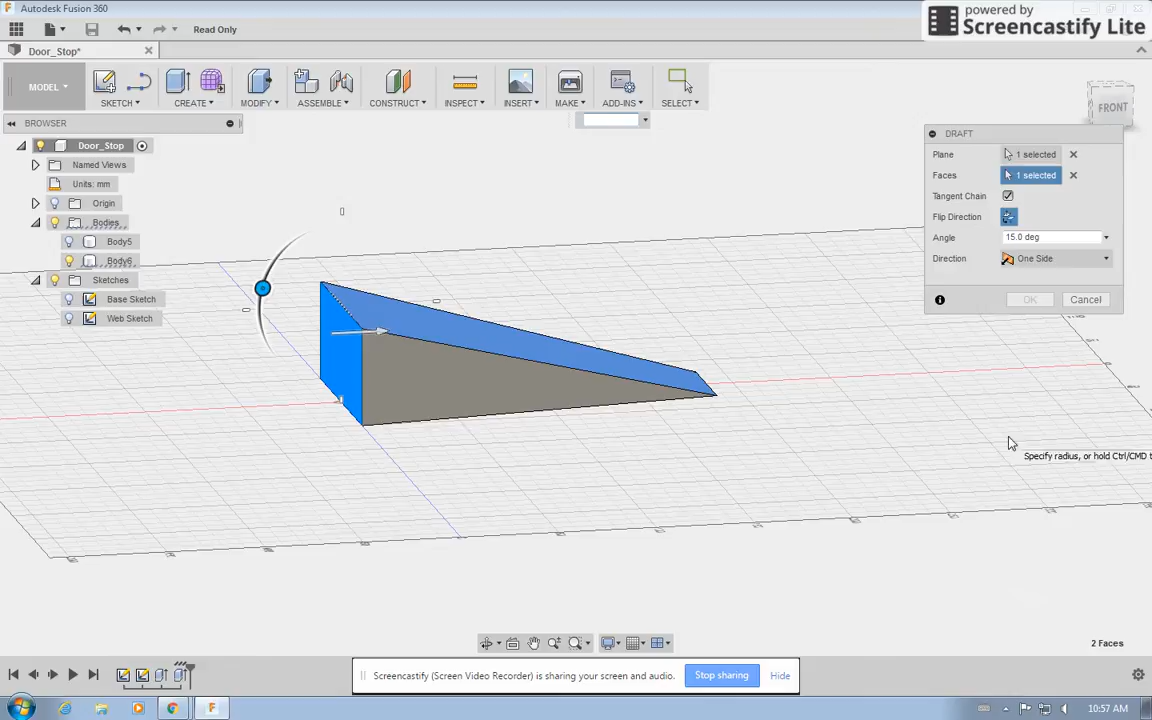 Autodesk Fusion 360
powered by
Screencastify Lite
Read Only
Door_Stop*
MODEL
SKETCH
CREATE
MODIFY
ASSEMBLE
CONSTRUCT
INSPECT
INSERT
MAKE
ADD-INS
SELECT
BROWSER
FRONT
DRAFT
Door_Stop
Plane
1 selected
Named Views
Faces
1 selected
Units: mm
Tangent Chain
Origin
Flip Direction
Bodies
Angle
15.0 deg
Body5
Direction
One Side
Body6
Sketches
OK
Cancel
Base Sketch
Web Sketch
Specify radius, or hold Ctrl/CMD t
2 Faces
Screencastify (Screen Video Recorder) is sharing your screen and audio.
Stop sharing
Hide
10:57 AM